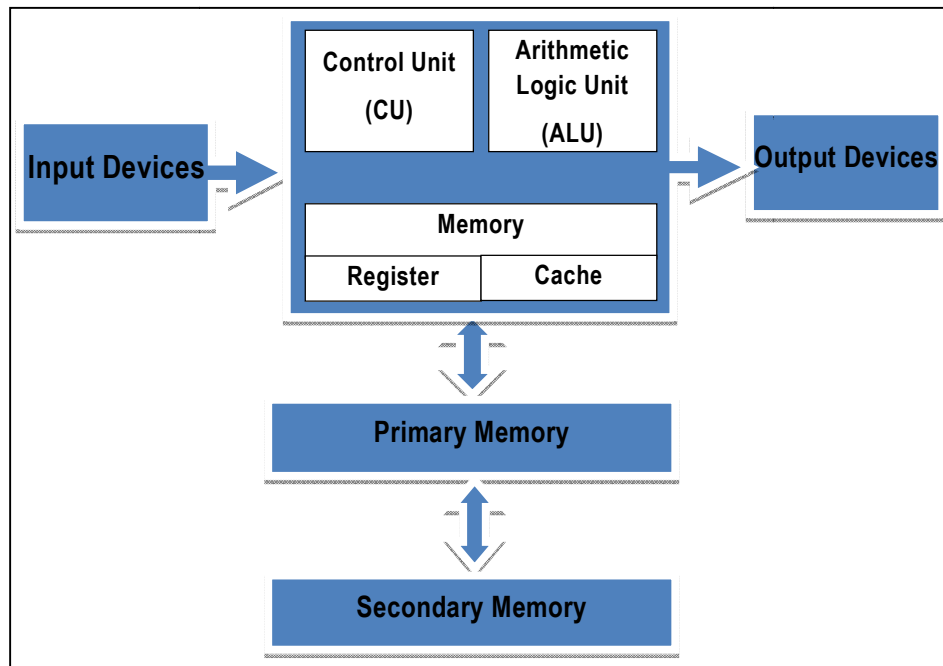 Control Unit
(CU)
Arithmetic
Logic Unit
(ALU)
Input Devices
Output Devices
Memory
Register
Cache
Primary Memory
Secondary Memory